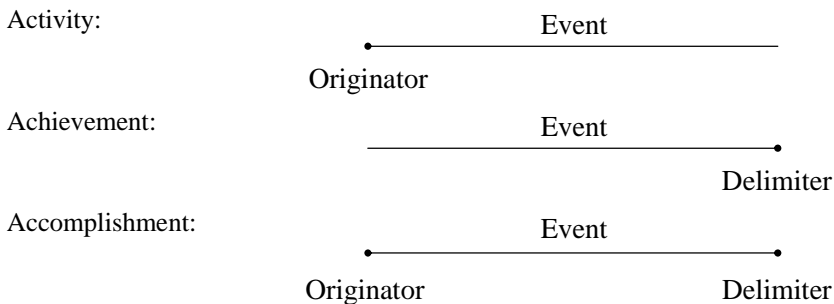 Activity: Event
Originator
Achievement: Event
Delimiter
Accomplishment: Event
Originator Delimiter